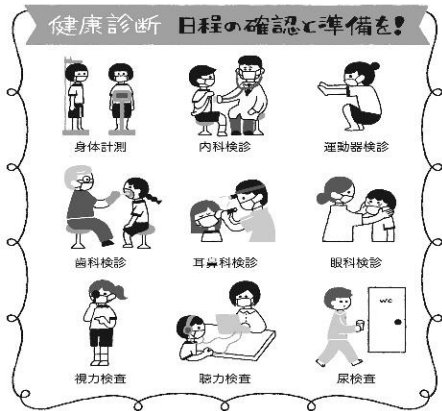 健康診断 日程の確認と準備を!
身体計測 内科検診 運動器検診
歯科検診 耳鼻科検診 眼科検診
WC
視力検査 聴力検査 尿検査